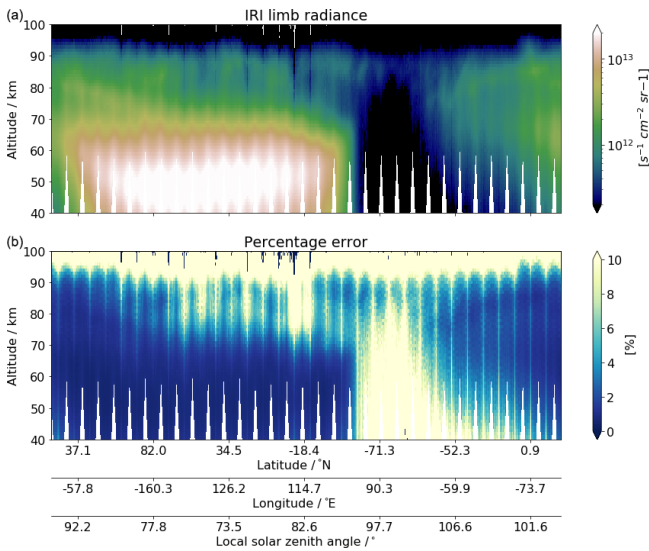 (a) IRI limb radiance
100
90
80
70
60
50
40
Altitude / km
10¹³
10¹²
[s⁻¹ cm⁻² sr−1]
(b) Percentage error
100
90
80
70
60
50
40
Altitude / km
10
8
6
4
2
0
[%]
37.1 82.0 34.5 -18.4 -71.3 -52.3 0.9
Latitude / °N
-57.8 -160.3 126.2 114.7 90.3 -59.9 -73.7
Longitude / °E
92.2 77.8 73.5 82.6 97.7 106.6 101.6
Local solar zenith angle / °